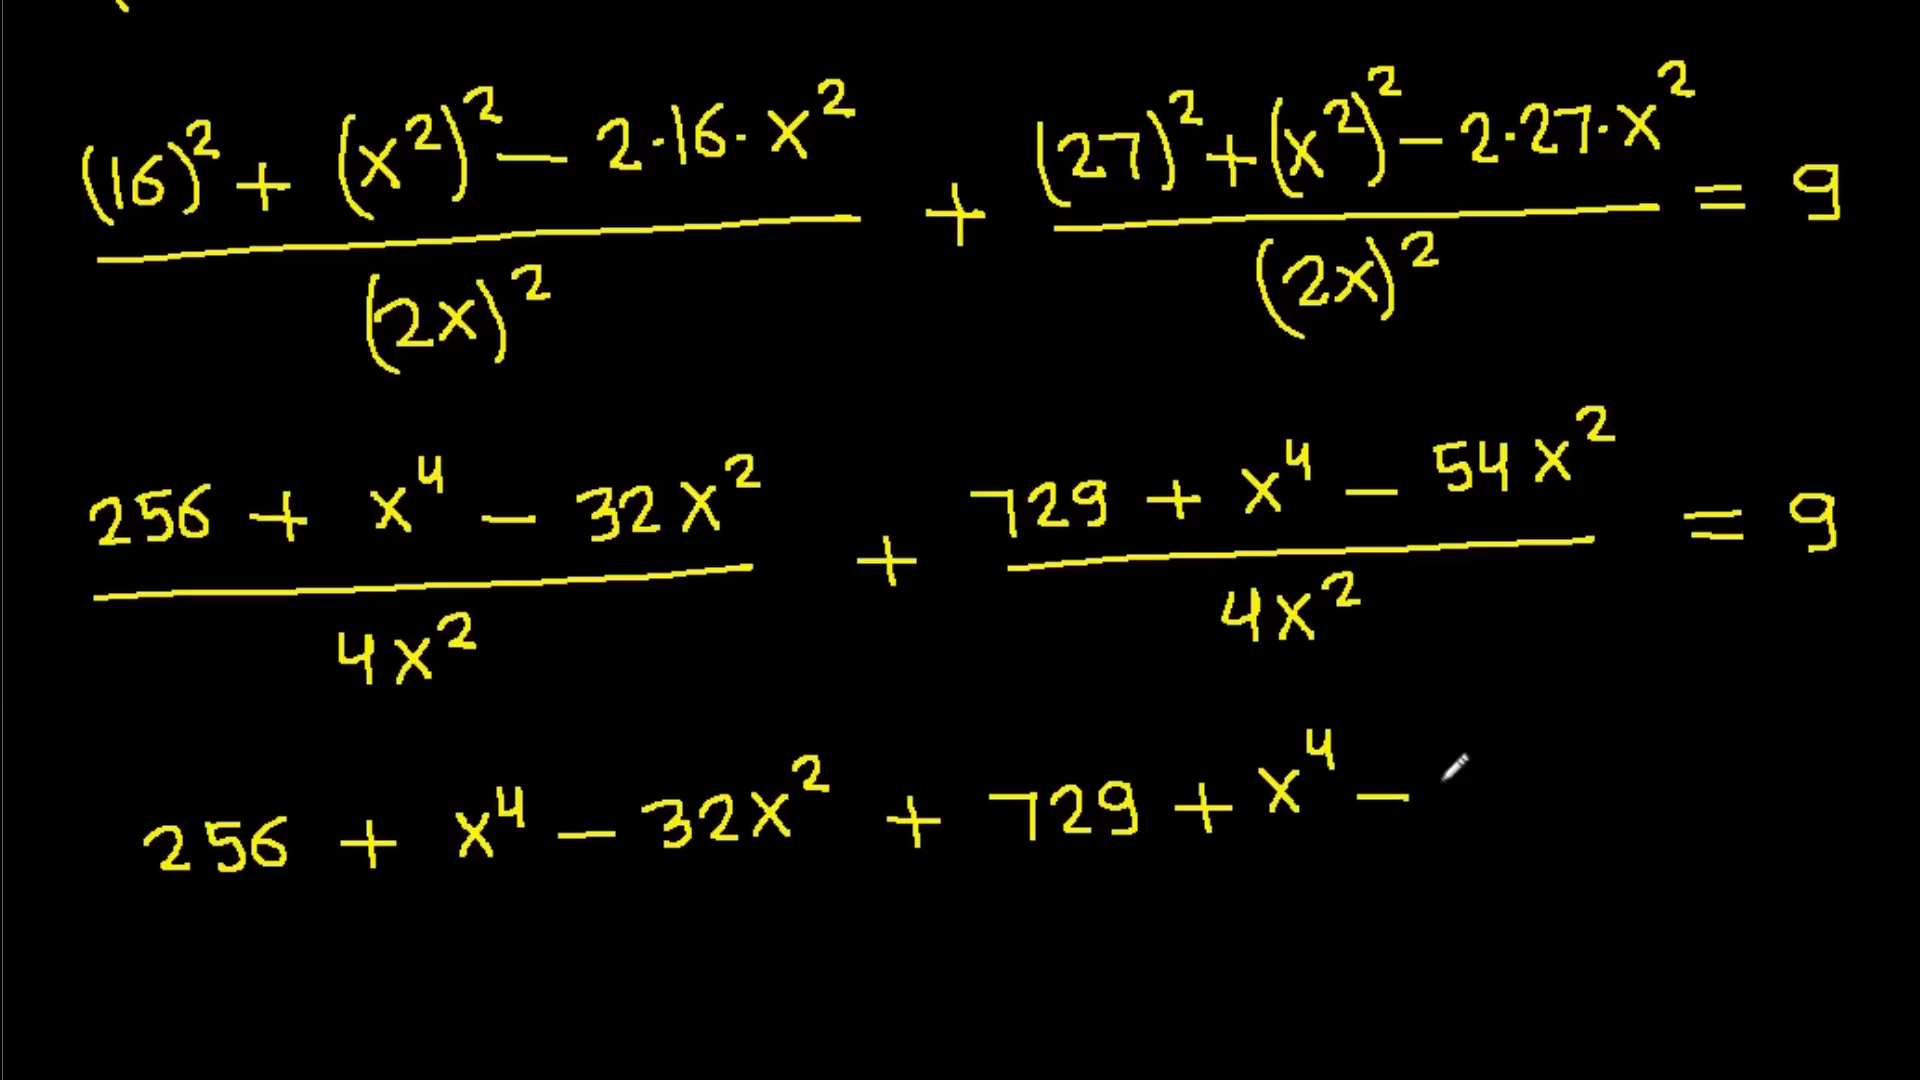 (16)² + (x²)² − 2·16·x² / (2x)² + (27)² + (x²)² − 2·27·x² / (2x)² = 9
256 + x⁴ − 32x² / 4x² + 729 + x⁴ − 54x² / 4x² = 9
256 + x⁴ − 32x² + 729 + x⁴ −